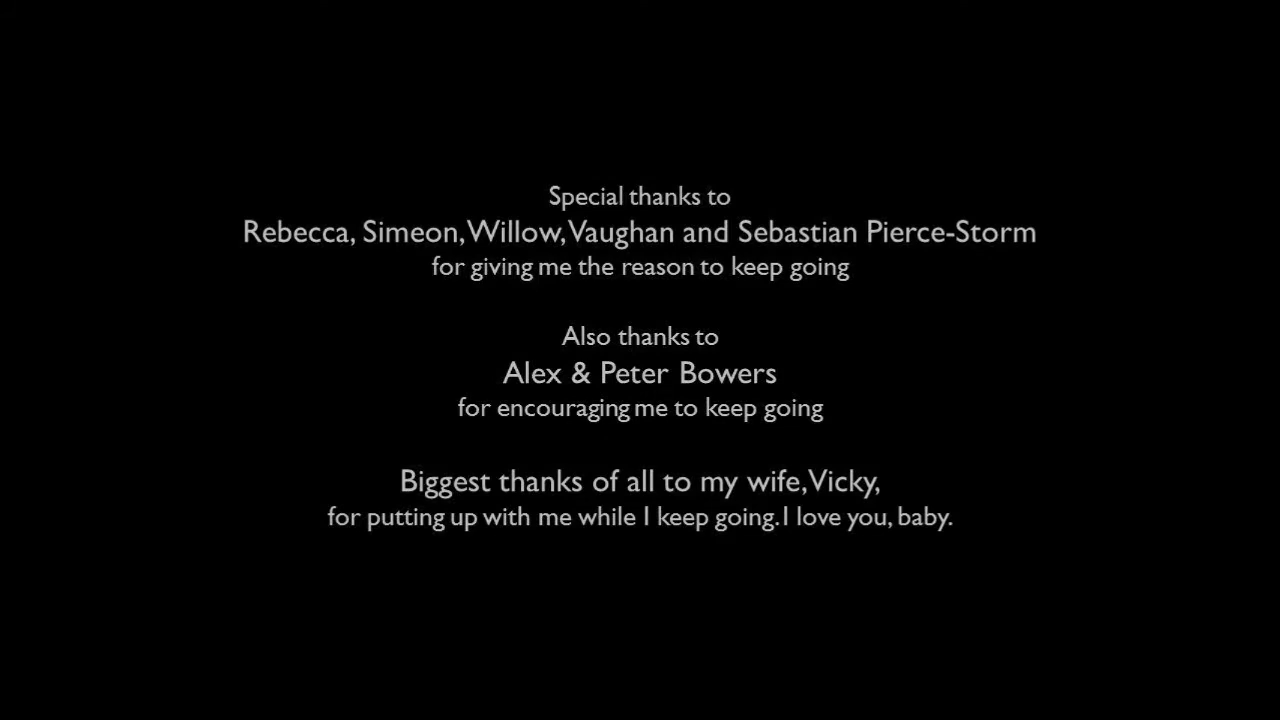 Special thanks to
Rebecca, Simeon, Willow, Vaughan and Sebastian Pierce-Storm
for giving me the reason to keep going
Also thanks to
Alex & Peter Bowers
for encouraging me to keep going
Biggest thanks of all to my wife, Vicky,
for putting up with me while I keep going. I love you, baby.